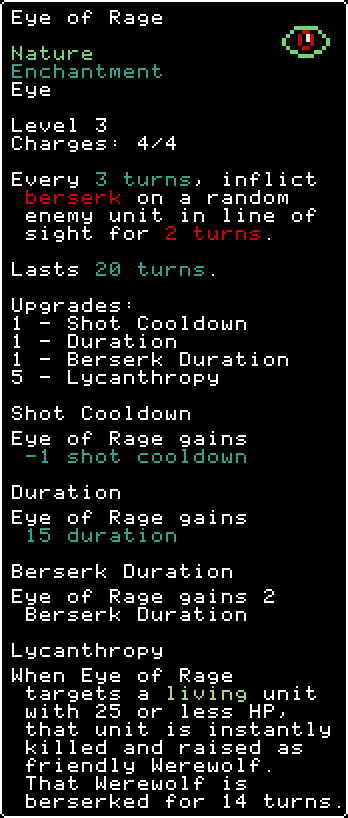 Eye of Rage
Nature
Enchantment
Eye
Level 3
Charges: 4/4
Every 3 turns, inflict
berserk on a random
enemy unit in line of
sight for 2 turns.
Lasts 20 turns.
Upgrades:
1 - Shot Cooldown
1 - Duration
1 - Berserk Duration
5 - Lycanthropy
Shot Cooldown
Eye of Rage gains
-1 shot cooldown
Duration
Eye of Rage gains
15 duration
Berserk Duration
Eye of Rage gains 2
Berserk Duration
Lycanthropy
When Eye of Rage
targets a living unit
with 25 or less HP,
that unit is instantly
killed and raised as
friendly Werewolf.
That Werewolf is
berserked for 14 turns.